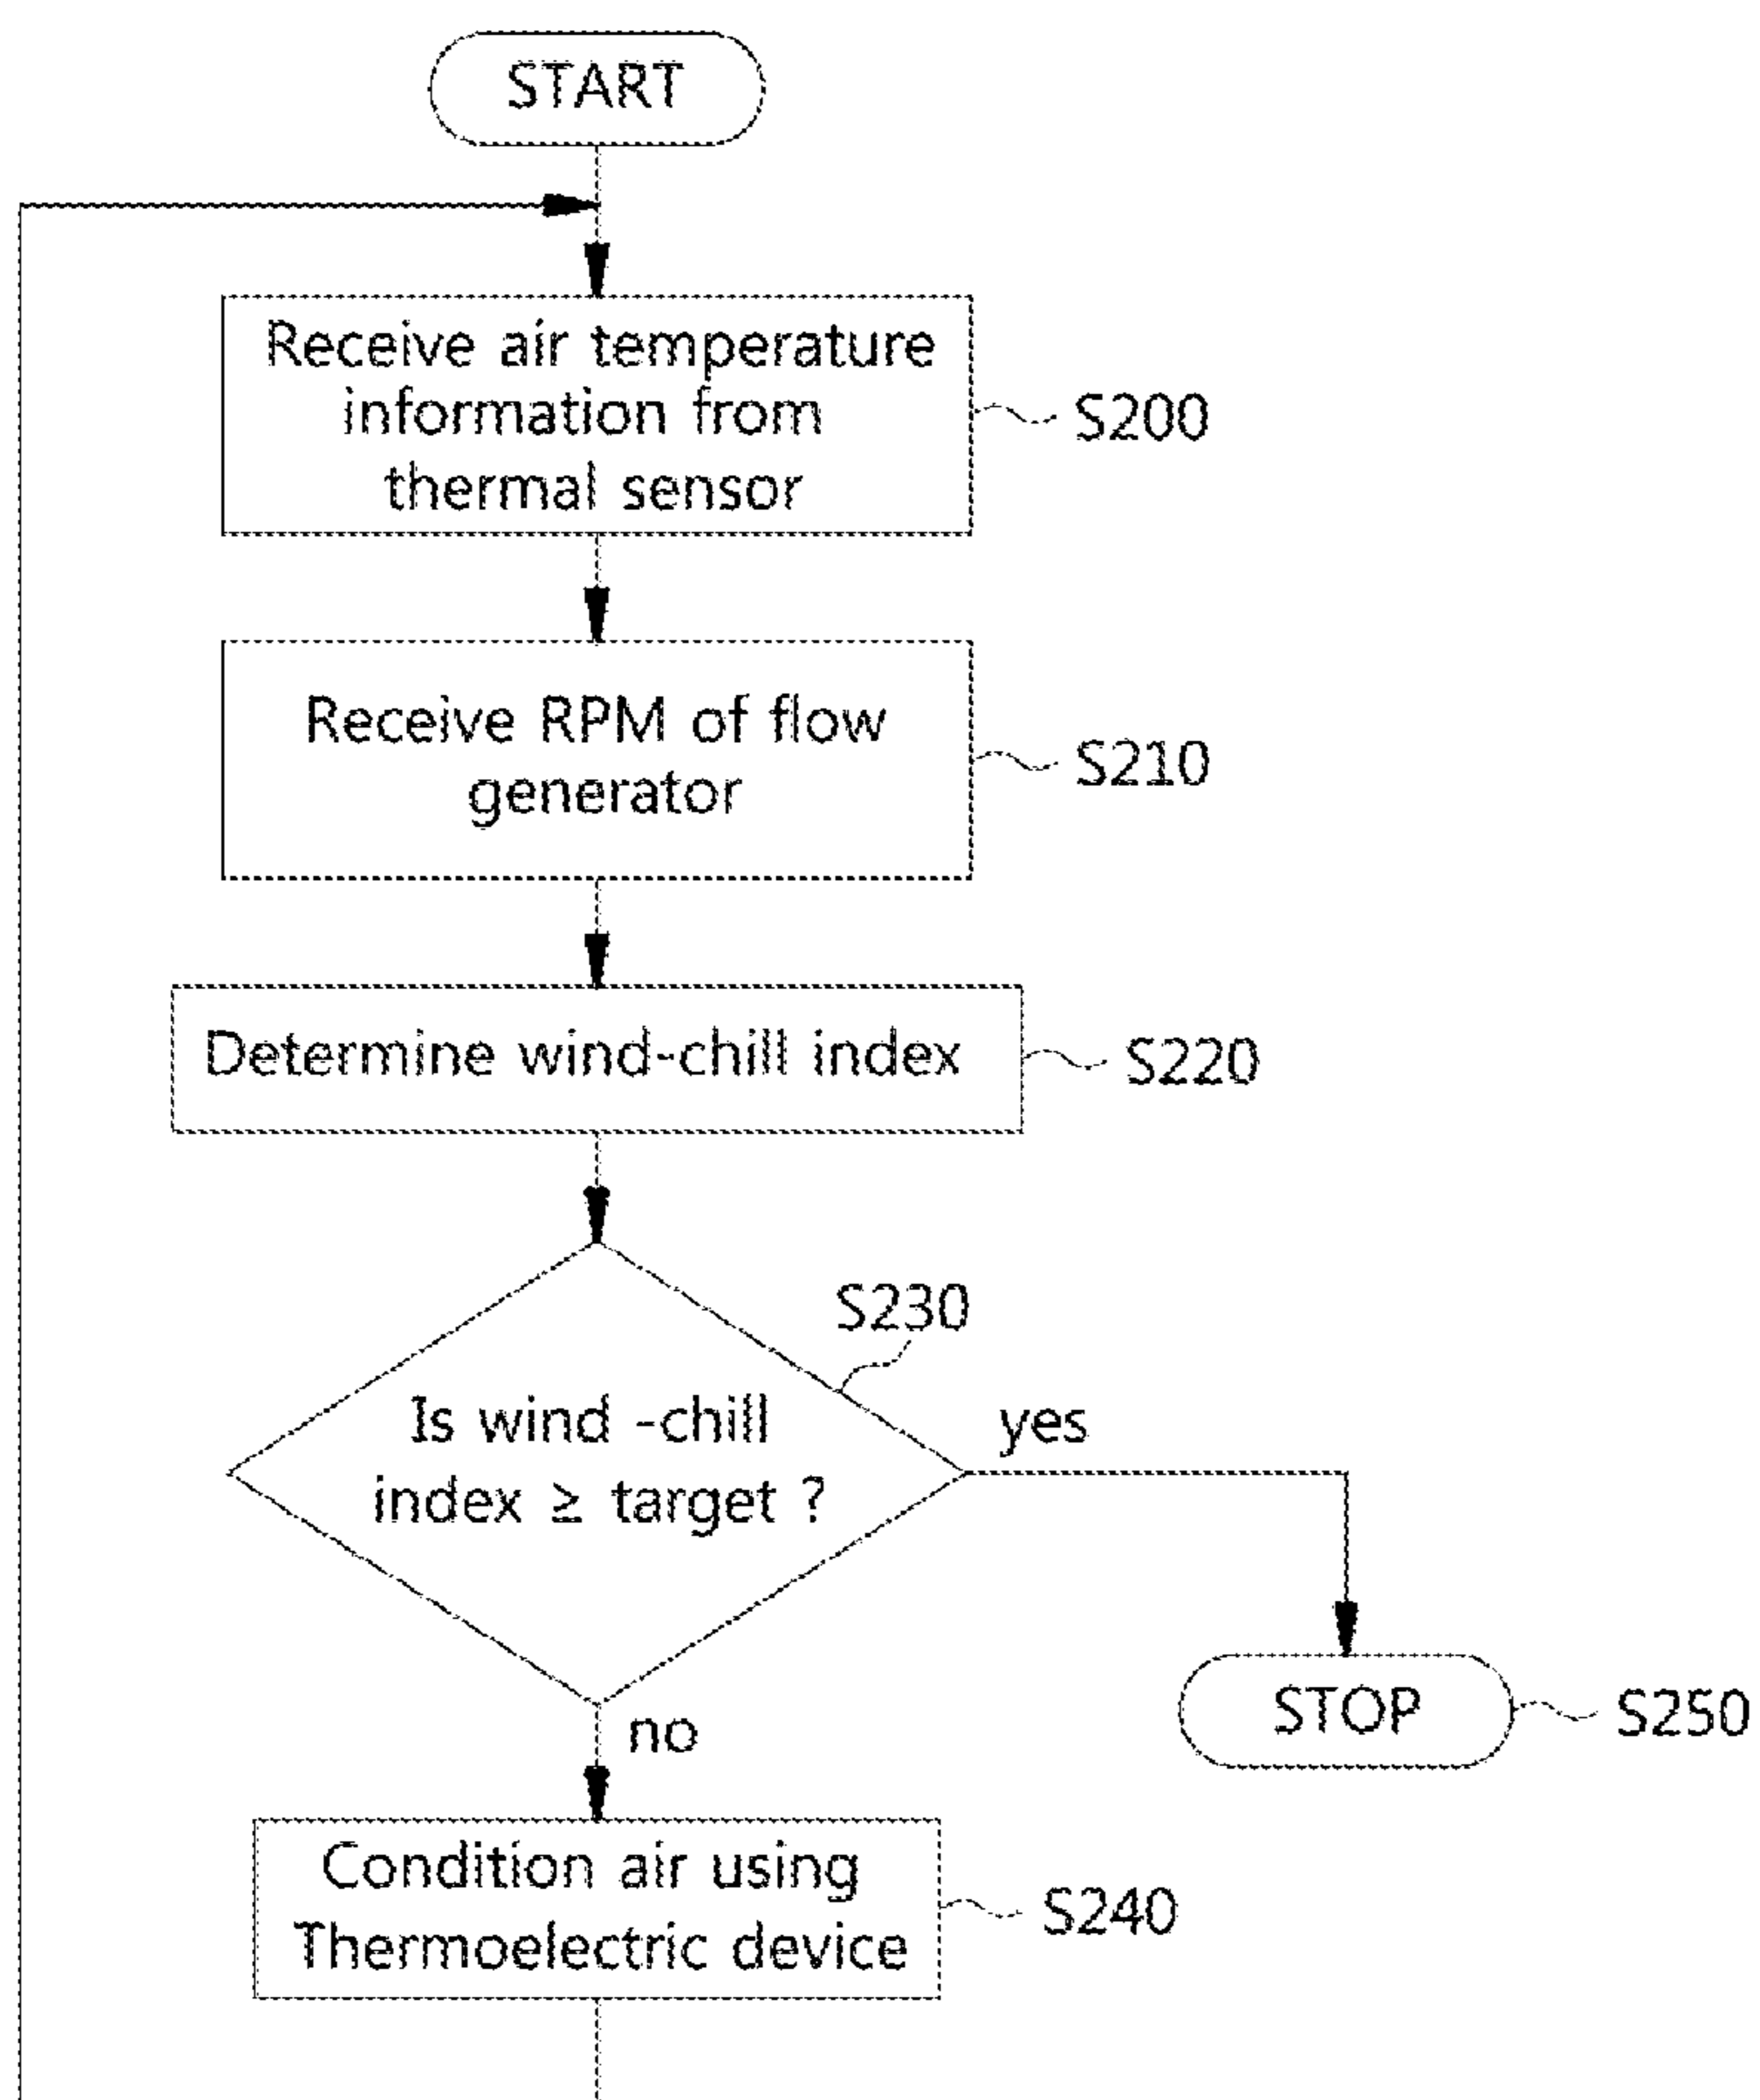 START
Receive air temperature
information from
thermal sensor
S200
Receive RPM of flow
generator
S210
Determine wind-chill index
S220
S230
Is wind -chill
index ≥ target ?
yes
STOP
S250
no
Condition air using
Thermoelectric device
S240